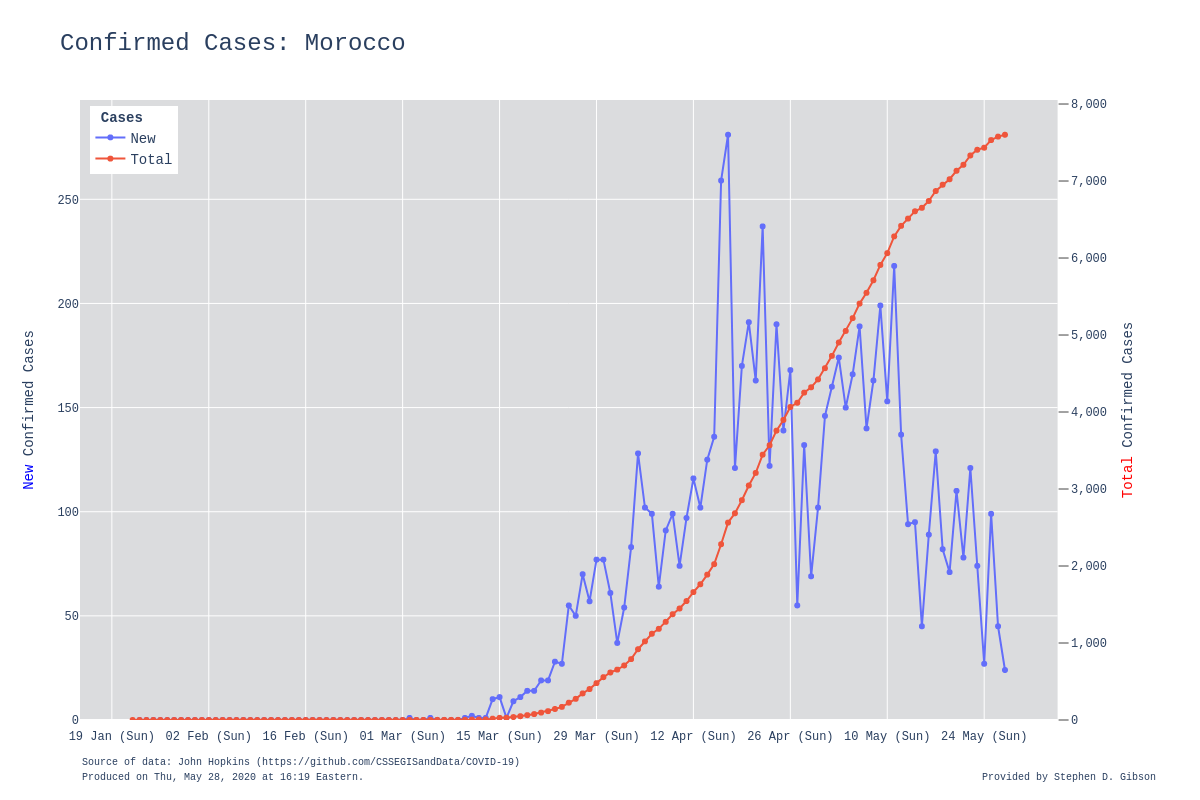 Confirmed Cases: Morocco
Cases
New
Total
8,000
7,000
6,000
5,000
4,000
3,000
2,000
1,000
0
250
200
150
100
50
0
New Confirmed Cases
Total Confirmed Cases
19 Jan (Sun) 02 Feb (Sun) 16 Feb (Sun) 01 Mar (Sun) 15 Mar (Sun) 29 Mar (Sun) 12 Apr (Sun) 26 Apr (Sun) 10 May (Sun) 24 May (Sun)
Source of data: John Hopkins (https://github.com/CSSEGISandData/COVID-19)
Produced on Thu, May 28, 2020 at 16:19 Eastern.
Provided by Stephen D. Gibson